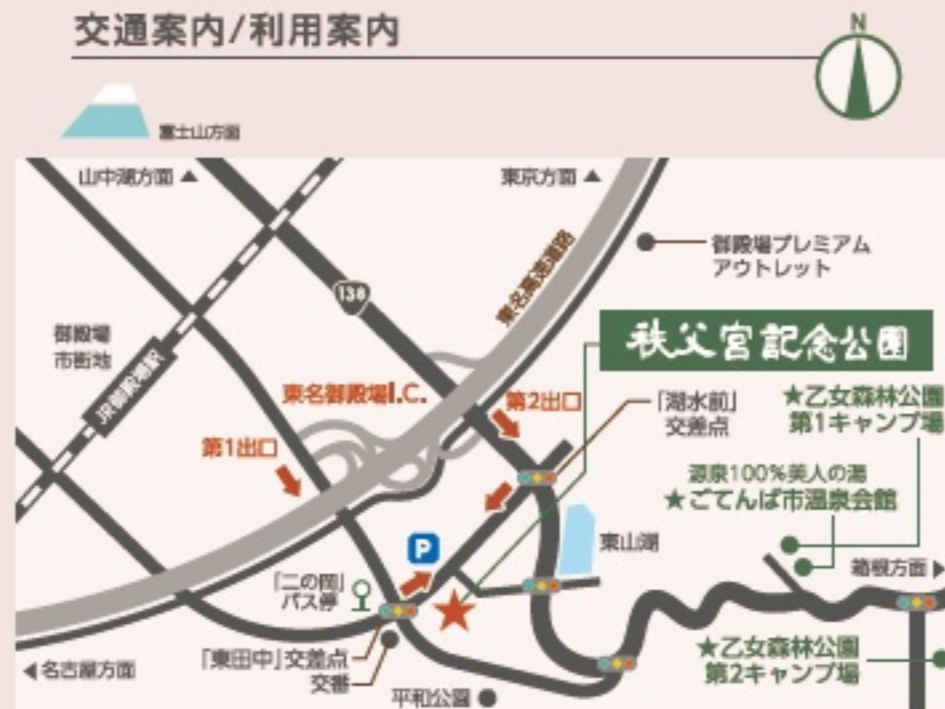 交通案内/利用案内
N
富士山方面
山中湖方面▲
東京方面▲
御殿場プレミアム
アウトレット
東名高速道路
138
御殿場
市街地
JR御殿場駅
秩父宮記念公園
東名御殿場I.C.
第2出口
「湖水前」
交差点
★乙女森林公園
第1キャンプ場
第1出口
源泉100%美人の湯
★ごてんば市温泉会館
P
東山湖
箱根方面▶
「二の岡」
バス停
「東田中」交差点
交番
◀名古屋方面
平和公園
★乙女森林公園
第2キャンプ場